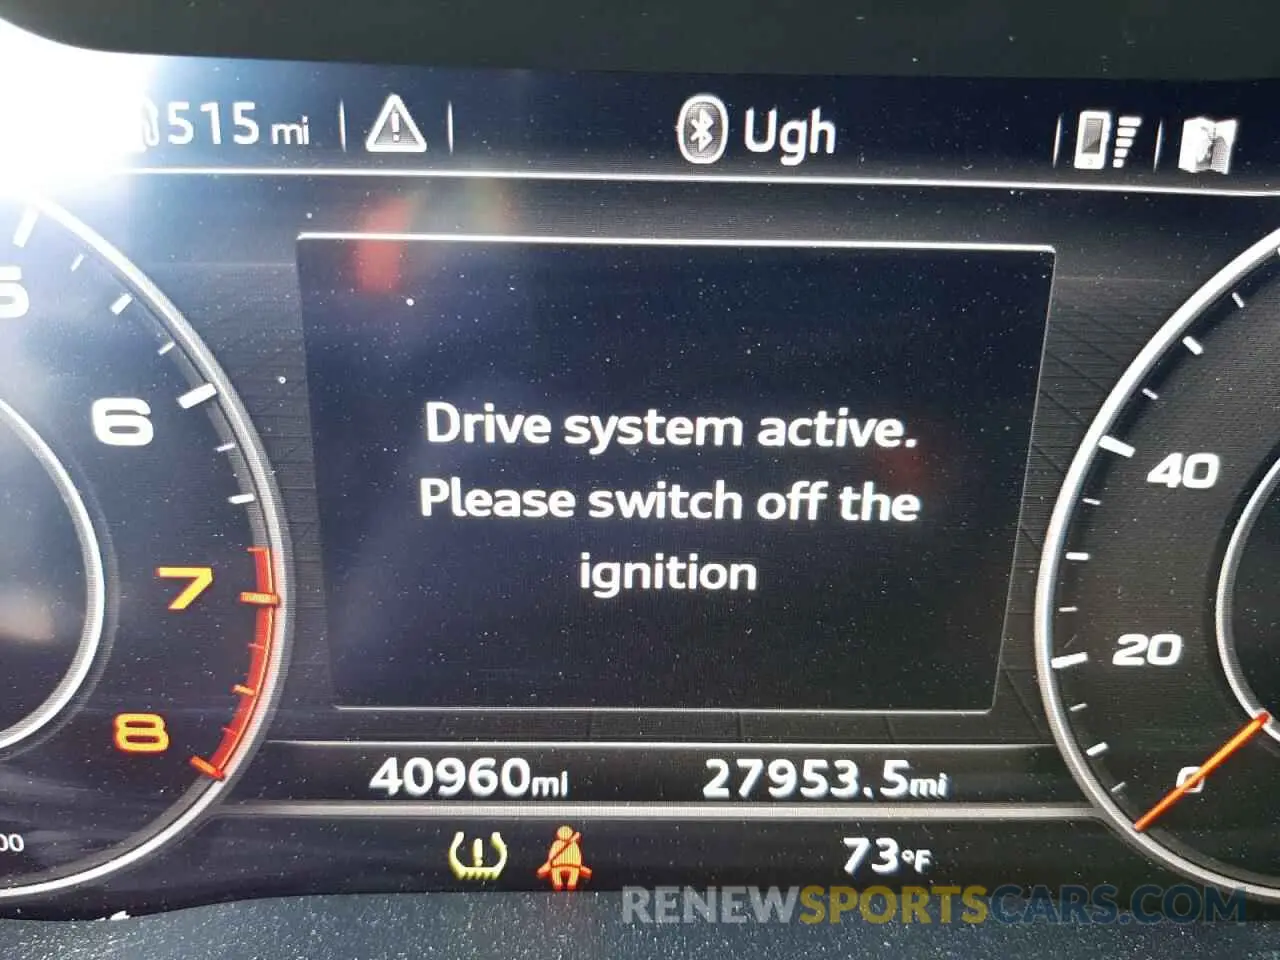 515 mi
Ugh
5
6
7
8
00
Drive system active.
Please switch off the
ignition
40
20
0
40960mi
27953.5mi
73°F
RENEWSPORTSCARS.COM